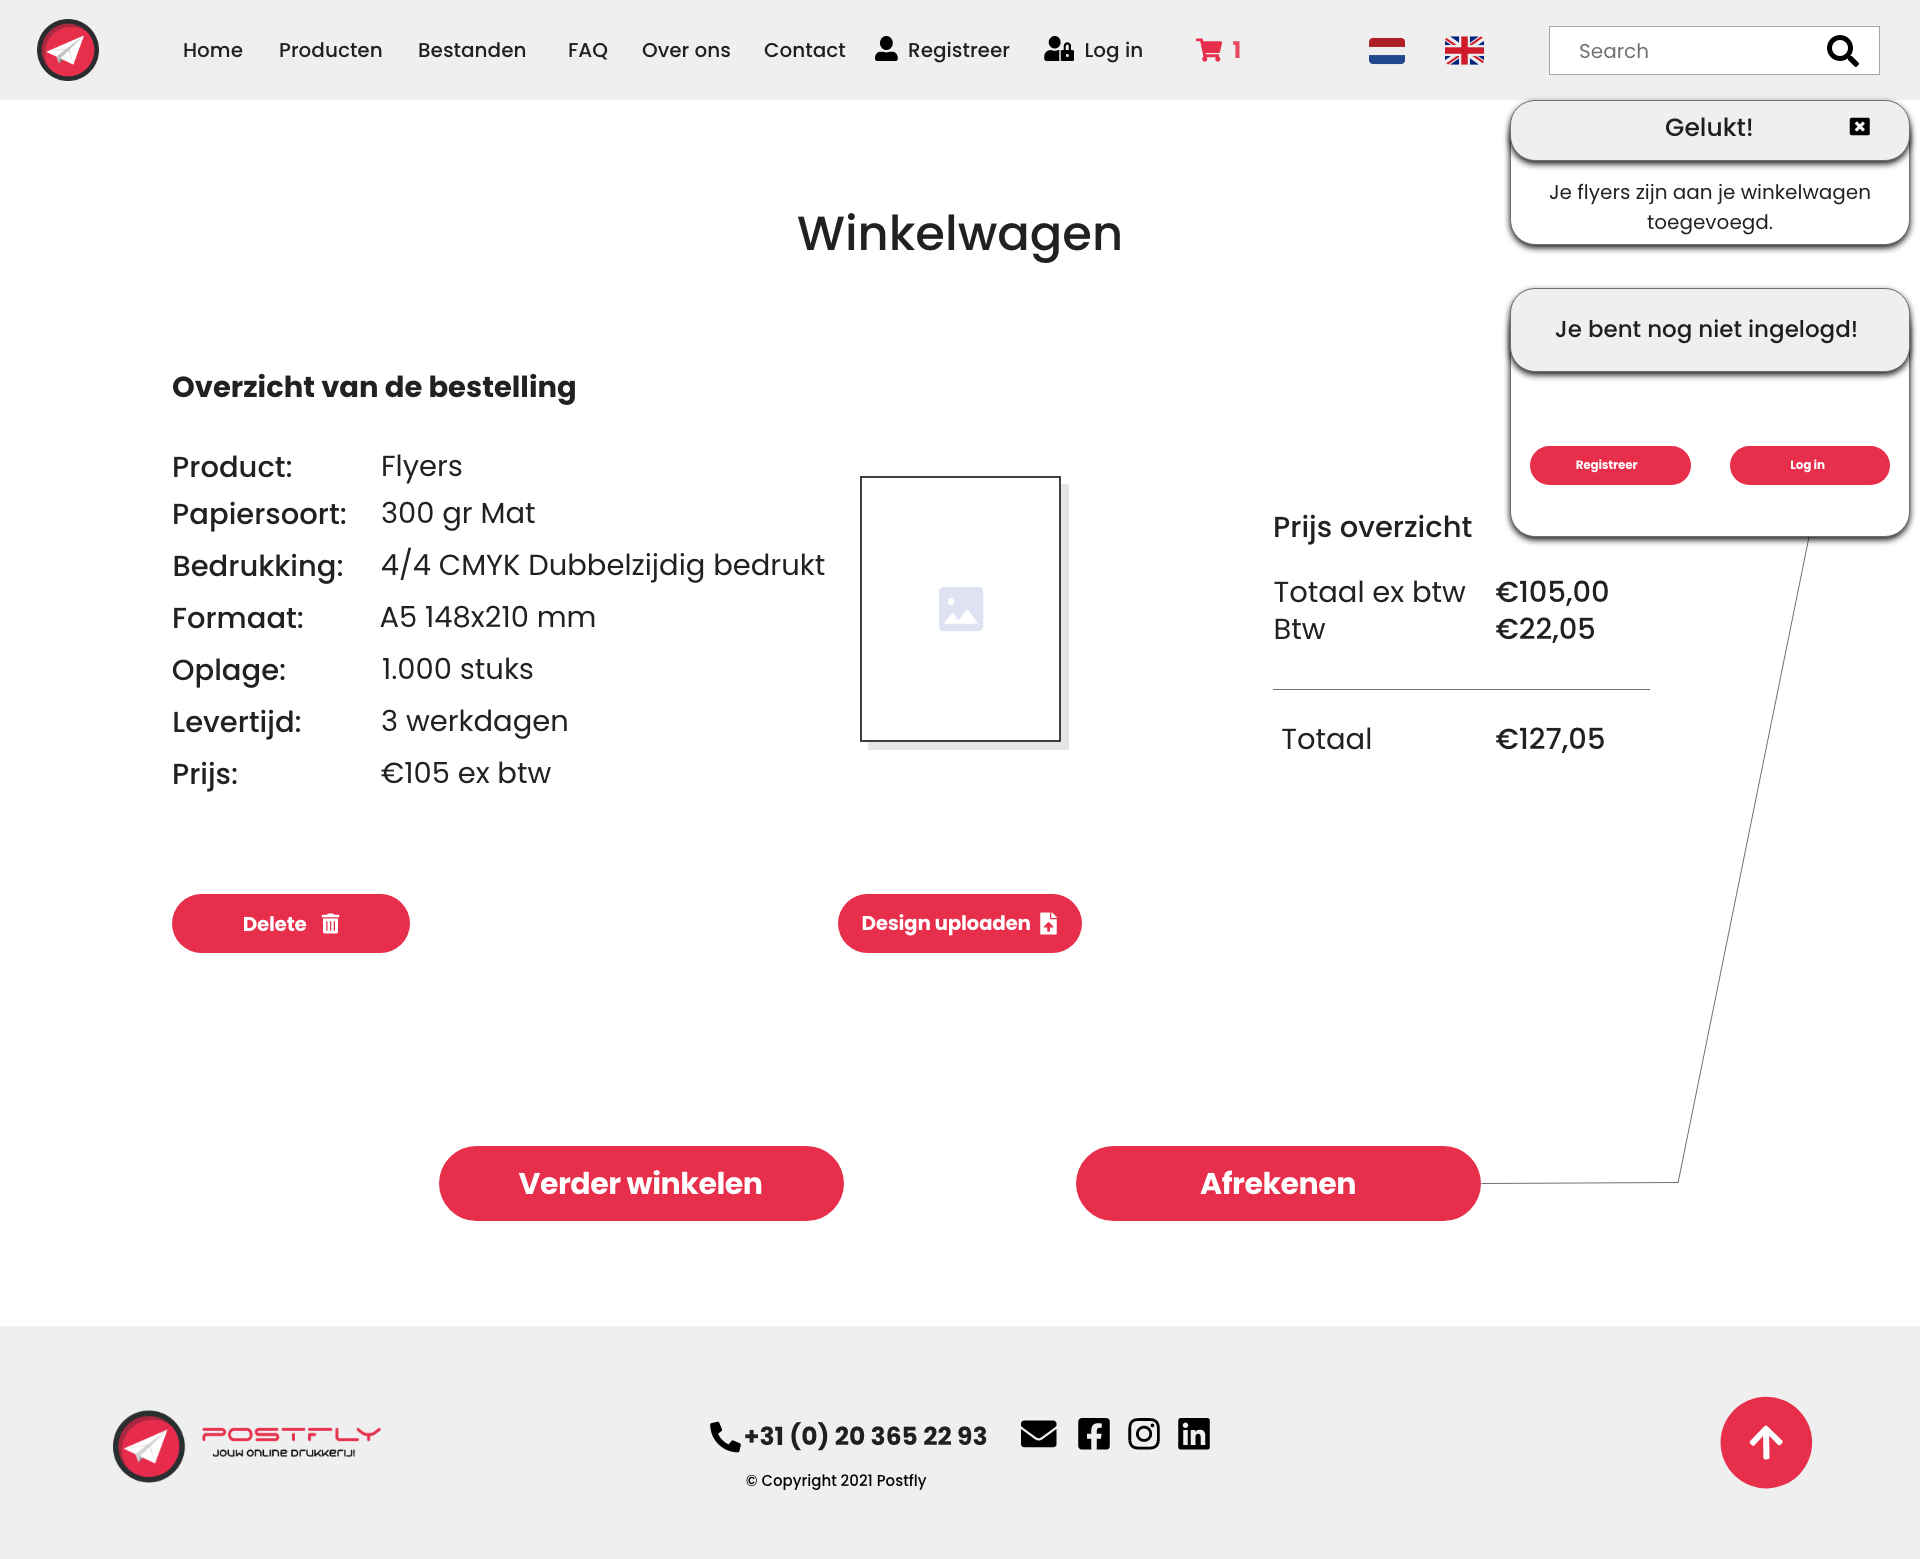 Home Producten Bestanden FAQ Over ons Contact Registreer Log in 1 Search
Gelukt!
Je flyers zijn aan je winkelwagen
toegevoegd.
Winkelwagen
Je bent nog niet ingelogd!
Registreer Log in
Overzicht van de bestelling
Product: Flyers
Papiersoort: 300 gr Mat
Bedrukking: 4/4 CMYK Dubbelzijdig bedrukt
Formaat: A5 148x210 mm
Oplage: 1.000 stuks
Levertijd: 3 werkdagen
Prijs: €105 ex btw
Prijs overzicht
Totaal ex btw €105,00
Btw €22,05
Totaal €127,05
Delete
Design uploaden
Verder winkelen
Afrekenen
POSTFLY
Jouw online drukkerij!
+31 (0) 20 365 22 93
© Copyright 2021 Postfly